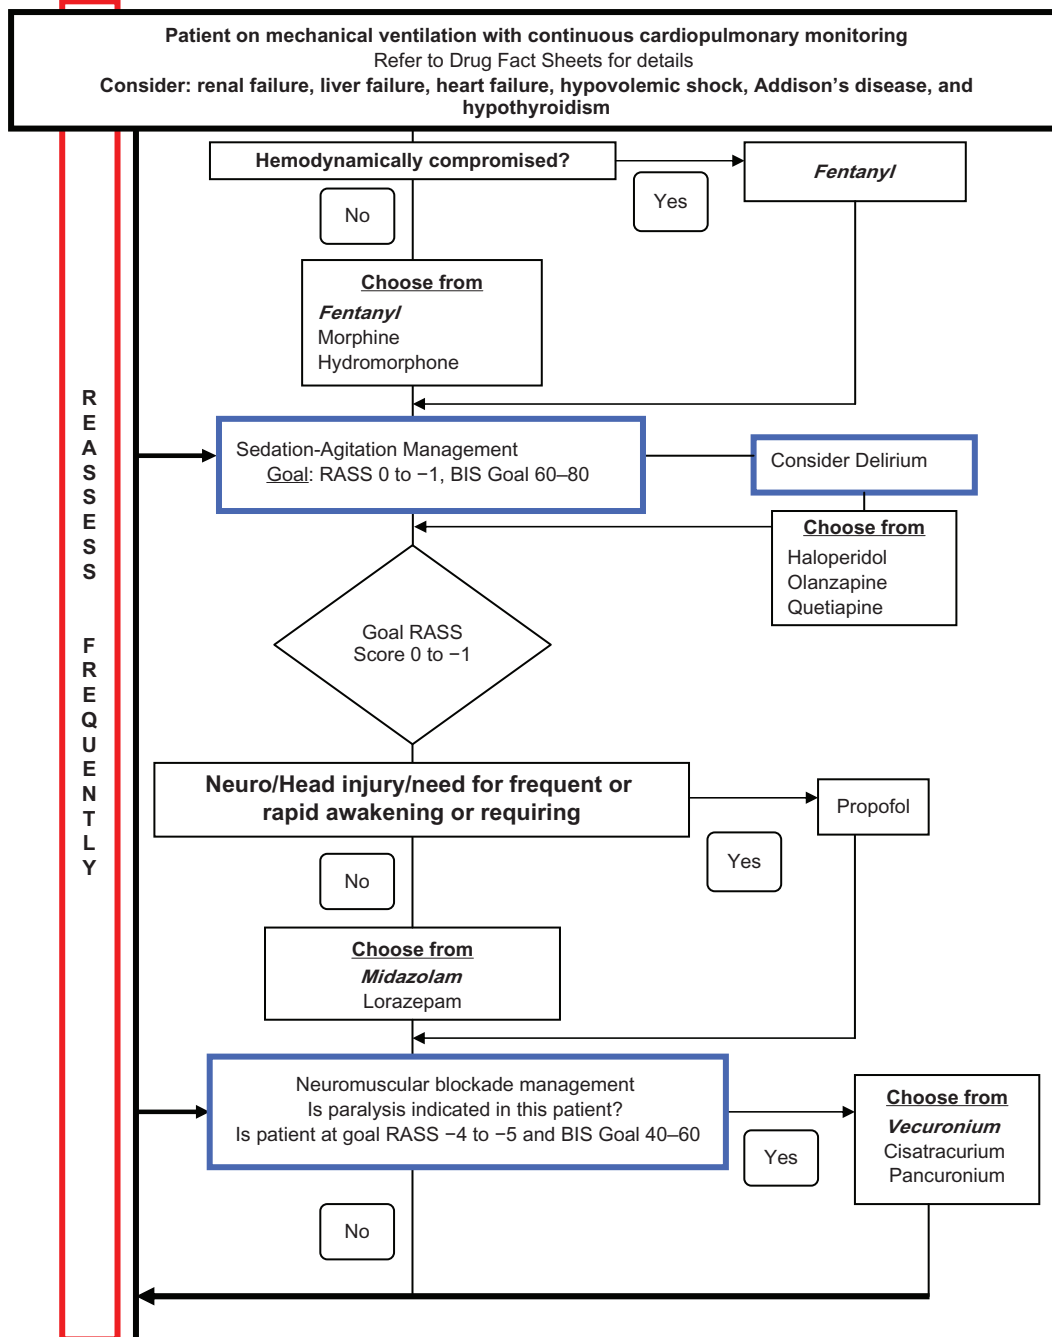 Patient on mechanical ventilation with continuous cardiopulmonary monitoring
Refer to Drug Fact Sheets for details
Consider: renal failure, liver failure, heart failure, hypovolemic shock, Addison’s disease, and
hypothyroidism
Hemodynamically compromised?
Fentanyl
No
Yes
Choose from
Fentanyl
Morphine
Hydromorphone
REASSESS FREQUENTLY
Sedation-Agitation Management
Goal: RASS 0 to −1, BIS Goal 60–80
Consider Delirium
Choose from
Haloperidol
Olanzapine
Quetiapine
Goal RASS
Score 0 to −1
Neuro/Head injury/need for frequent or
rapid awakening or requiring
Propofol
No
Yes
Choose from
Midazolam
Lorazepam
Neuromuscular blockade management
Is paralysis indicated in this patient?
Is patient at goal RASS −4 to −5 and BIS Goal 40–60
Yes
Choose from
Vecuronium
Cisatracurium
Pancuronium
No